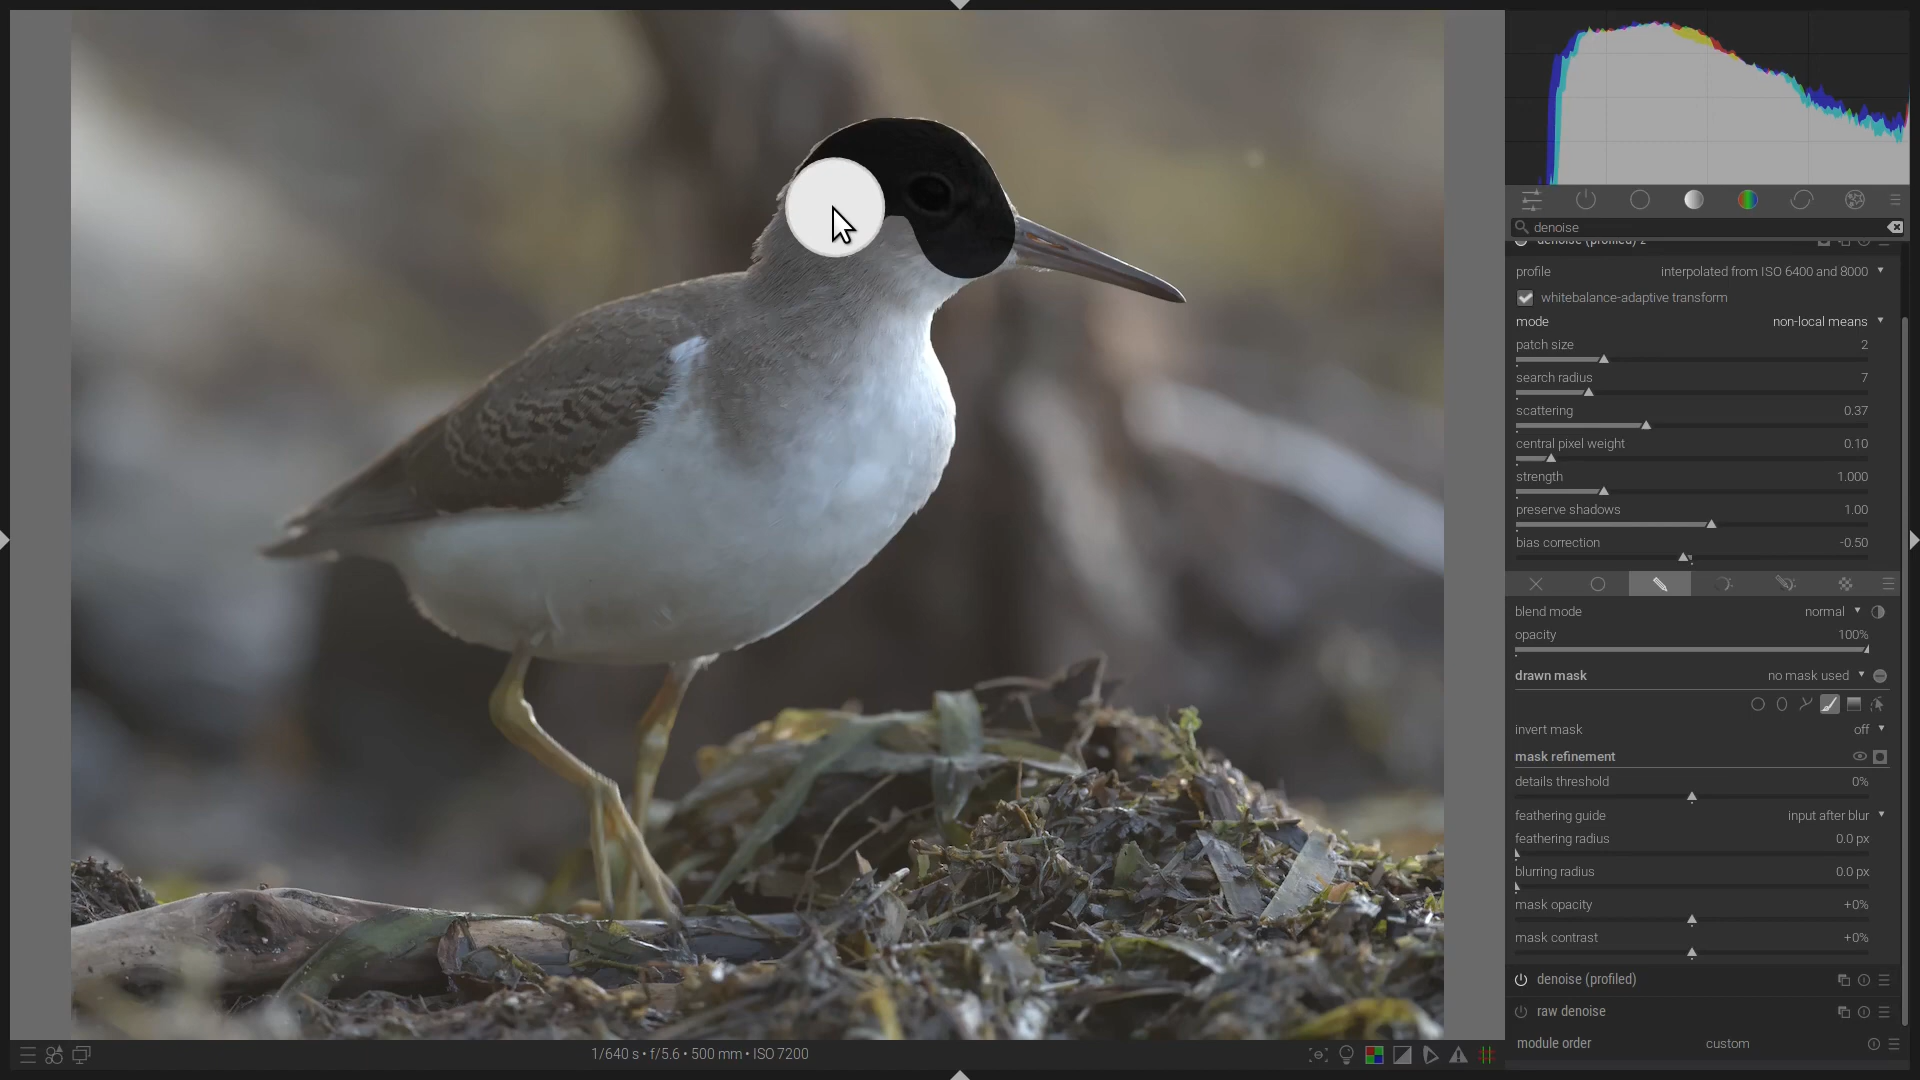 denoise
denoise (profiled) 2
profile interpolated from ISO 6400 and 8000
whitebalance-adaptive transform
mode non-local means
patch size 2
search radius 7
scattering 0.37
central pixel weight 0.10
strength 1.000
preserve shadows 1.00
bias correction -0.50
blend mode normal
opacity 100%
drawn mask no mask used
invert mask off
mask refinement
details threshold 0%
feathering guide input after blur
feathering radius 0.0 px
blurring radius 0.0 px
mask opacity +0%
mask contrast +0%
denoise (profiled)
raw denoise
module order custom
1/640 s • f/5.6 • 500 mm • ISO 7200